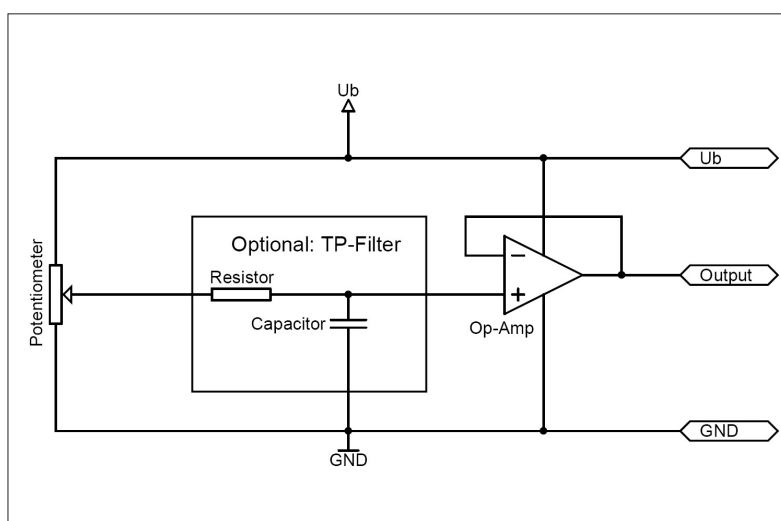 Ub
Ub
Optional: TP-Filter
Resistor
Potentiometer
−
+
Output
Capacitor
Op-Amp
GND
GND